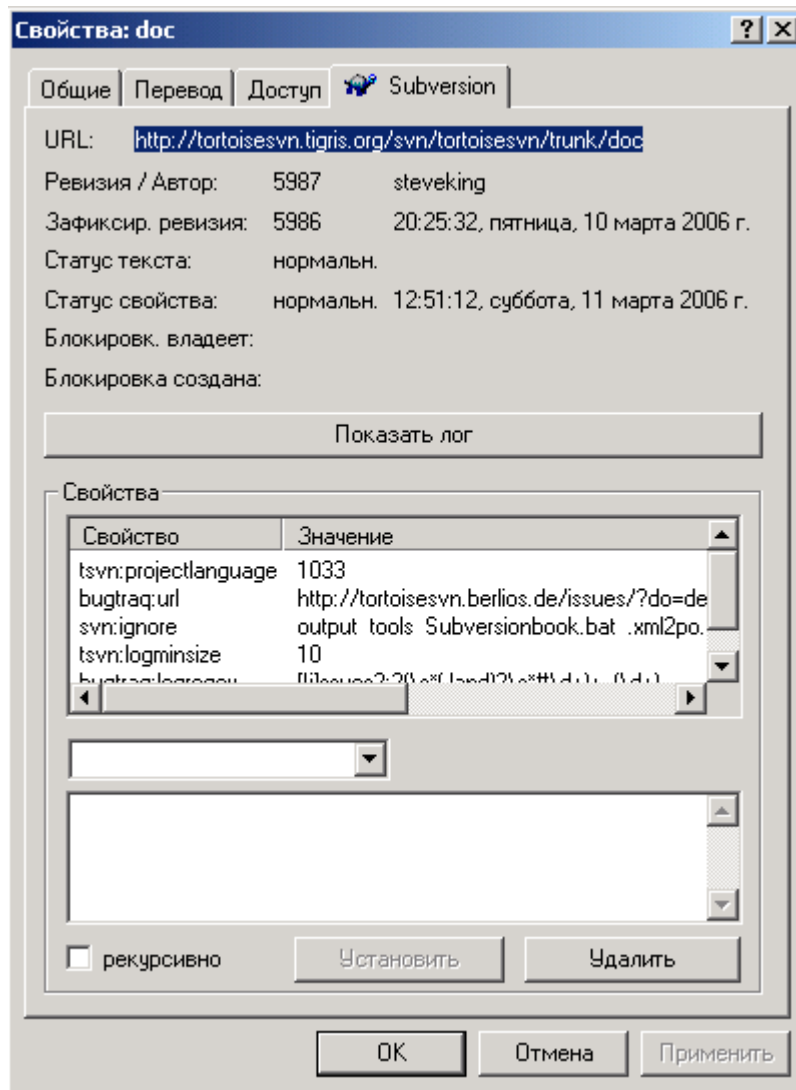 Свойства: doc
Общие Перевод Доступ Subversion
URL: http://tortoisesvn.tigris.org/svn/tortoisesvn/trunk/doc
Ревизия / Автор: 5987 steveking
Зафиксир. ревизия: 5986 20:25:32, пятница, 10 марта 2006 г.
Статус текста: нормальн.
Статус свойства: нормальн. 12:51:12, суббота, 11 марта 2006 г.
Блокировк. владеет:
Блокировка создана:
Показать лог
Свойства
Свойство Значение
tsvn:projectlanguage 1033
bugtraq:url http://tortoisesvn.berlios.de/issues/?do=de
svn:ignore output tools Subversionbook.bat .xml2po.
tsvn:logminsize 10
bugtraq:logregex
рекурсивно Установить Удалить
OK Отмена Применить